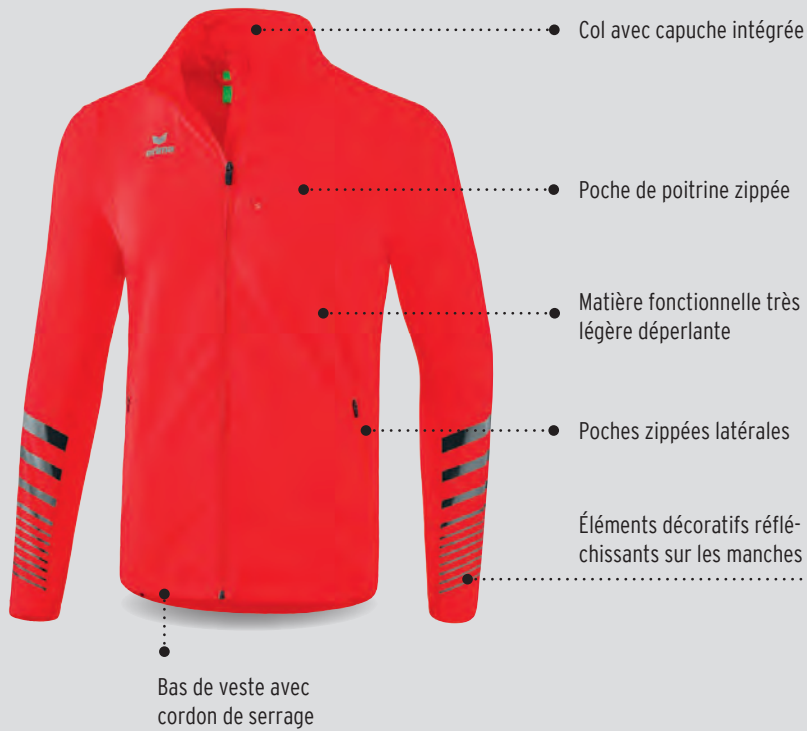 Col avec capuche intégrée
erima
Poche de poitrine zippée
Matière fonctionnelle très
légère déperlante
Poches zippées latérales
Éléments décoratifs réflé-
chissants sur les manches
Bas de veste avec
cordon de serrage